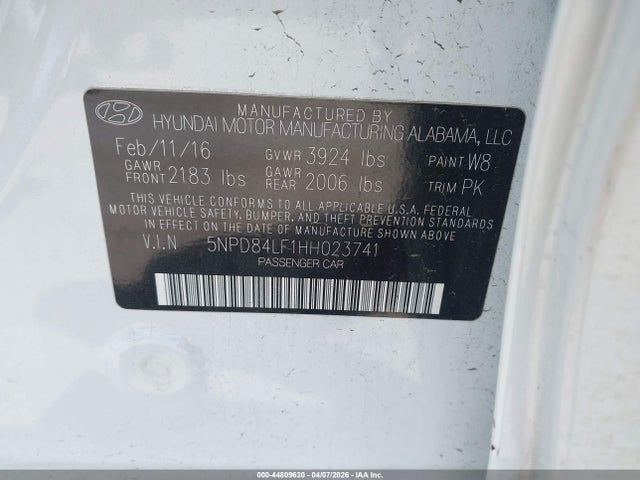 MANUFACTURED BY
HYUNDAI MOTOR MANUFACTURING ALABAMA, LLC
Feb/11/16 GVWR 3924 lbs PAINT W8
GAWR FRONT 2183 lbs GAWR REAR 2006 lbs TRIM PK
THIS VEHICLE CONFORMS TO ALL APPLICABLE U.S.A. FEDERAL
MOTOR VEHICLE SAFETY, BUMPER, AND THEFT PREVENTION STANDARDS
IN EFFECT ON THE DATE OF MANUFACTURE SHOWN ABOVE.
V.I.N 5NPD84LF1HH023741
PASSENGER CAR
000-44809630 - 04/07/2026 - IAA Inc.